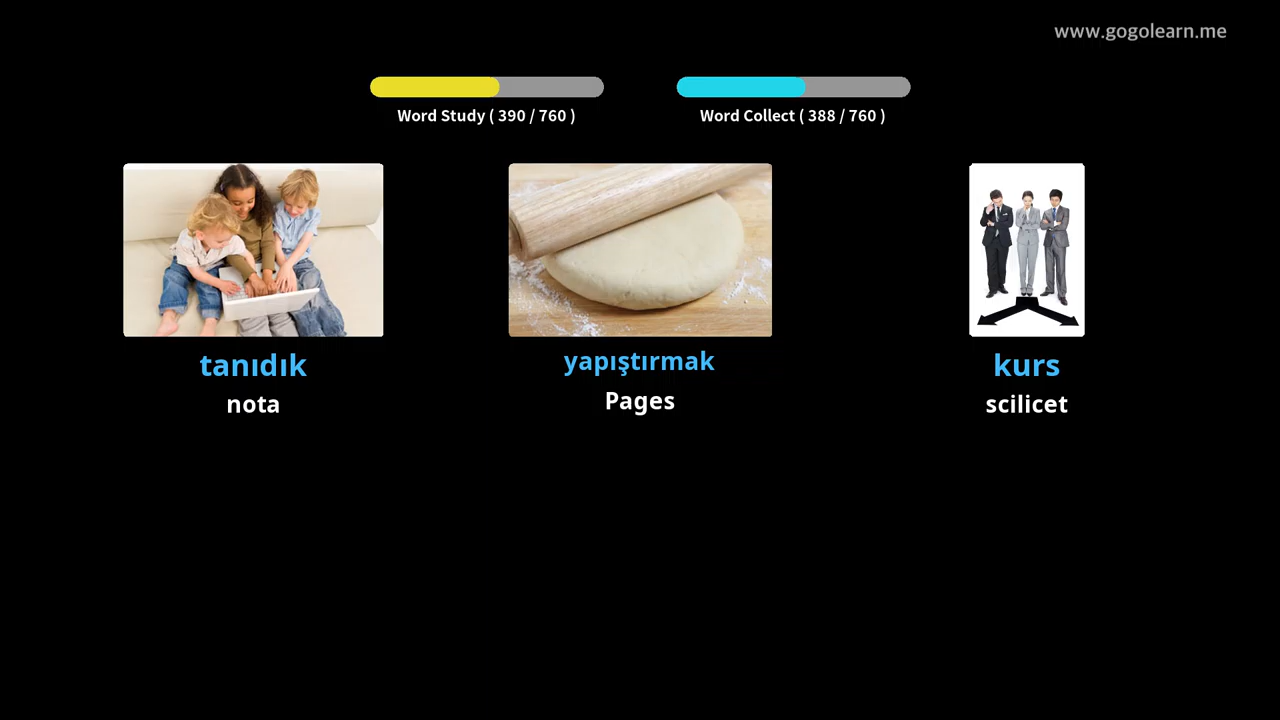 www.gogolearn.me
Word Study ( 390 / 760 )
Word Collect ( 388 / 760 )
tanıdık
nota
yapıştırmak
Pages
kurs
scilicet